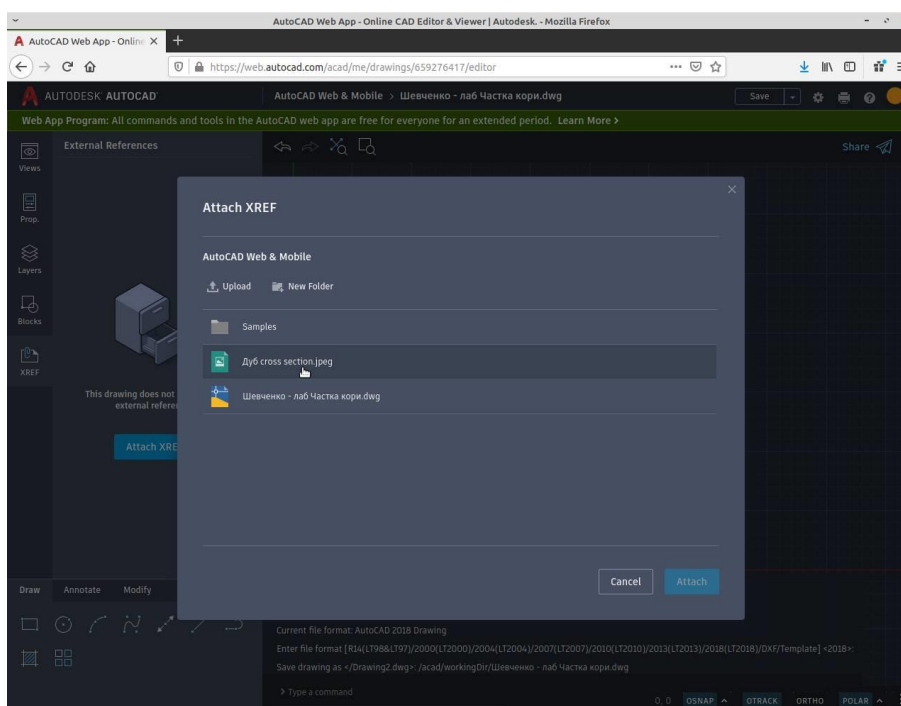 AutoCAD Web App - Online CAD Editor & Viewer | Autodesk. - Mozilla Firefox
AutoCAD Web App - Online
https://web.autocad.com/acad/me/drawings/659276417/editor
AUTODESK® AUTOCAD®
AutoCAD Web & Mobile > Шевченко - лаб Частка кори.dwg
Save
Web App Program: All commands and tools in the AutoCAD web app are free for everyone for an extended period. Learn More >
External References
Share
Views
Prop.
Layers
Blocks
XREF
This drawing does not
external
Attach
Attach XREF
AutoCAD Web & Mobile
Upload
New Folder
Samples
Дуб cross section.jpeg
Шевченко - лаб Частка кори.dwg
Cancel
Attach
Draw
Annotate
Modify
Current file format: AutoCAD 2018 Drawing
Enter file format [R14(LT98&LT97)/2000(LT2000)/2004(LT2004)/2007(LT2007)/2010(LT2010)/2013(LT2013)/2018(LT2018)/DXF/Template] <2018>:
Save drawing as </Drawing2.dwg>: /acad/workingDir/Шевченко - лаб Частка кори.dwg
> Type a command
0, 0
OSNAP
OTRACK
ORTHO
POLAR